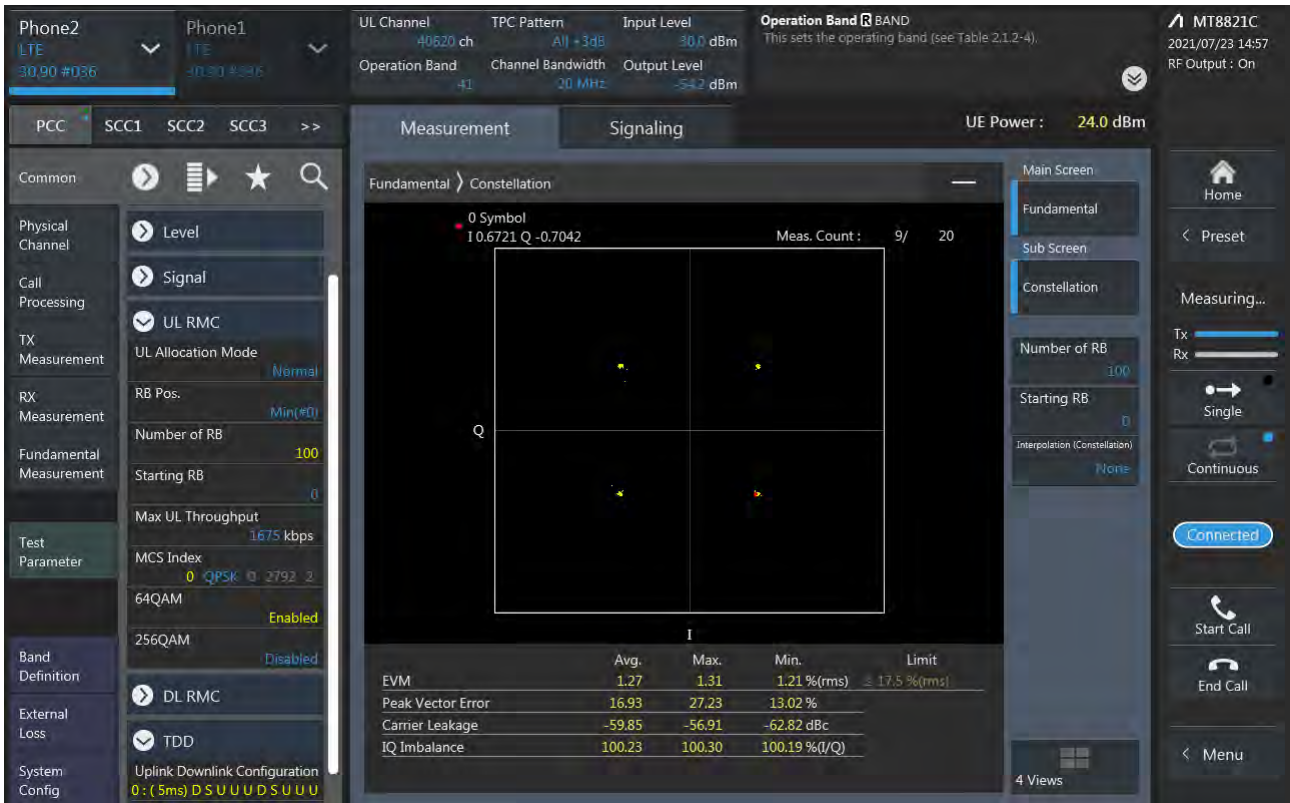 Phone2
LTE
30.90 #036
Phone1
LTE
30.90 #036
UL Channel
40620 ch
Operation Band
41
TPC Pattern
All +3dB
Channel Bandwidth
20 MHz
Input Level
30.0 dBm
Output Level
-54.2 dBm
Operation Band R BAND
This sets the operating band (see Table 2.1.2-4).
MT8821C
2021/07/23 14:57
RF Output : On
PCC SCC1 SCC2 SCC3 >>
Measurement
Signaling
UE Power : 24.0 dBm
Common
Physical
Channel
Call
Processing
TX
Measurement
RX
Measurement
Fundamental
Measurement
Test
Parameter
Band
Definition
External
Loss
System
Config
Level
Signal
UL RMC
UL Allocation Mode
Normal
RB Pos.
Min(#0)
Number of RB
100
Starting RB
0
Max UL Throughput
1675 kbps
MCS Index
0 QPSK 0 2792 2
64QAM
Enabled
256QAM
Disabled
DL RMC
TDD
Uplink Downlink Configuration
0 : ( 5ms) D S U U U D S U U U
Fundamental ⟩ Constellation
0 Symbol
I 0.6721 Q -0.7042
Meas. Count : 9/ 20
Q
I
Avg. Max. Min. Limit
EVM 1.27 1.31 1.21 %(rms) ≤ 17.5 %(rms)
Peak Vector Error 16.93 27.23 13.02 %
Carrier Leakage -59.85 -56.91 -62.82 dBc
IQ Imbalance 100.23 100.30 100.19 %(I/Q)
Main Screen
Fundamental
Sub Screen
Constellation
Number of RB
100
Starting RB
0
Interpolation (Constellation)
None
4 Views
Home
< Preset
Measuring...
Tx
Rx
Single
Continuous
Connected
Start Call
End Call
< Menu